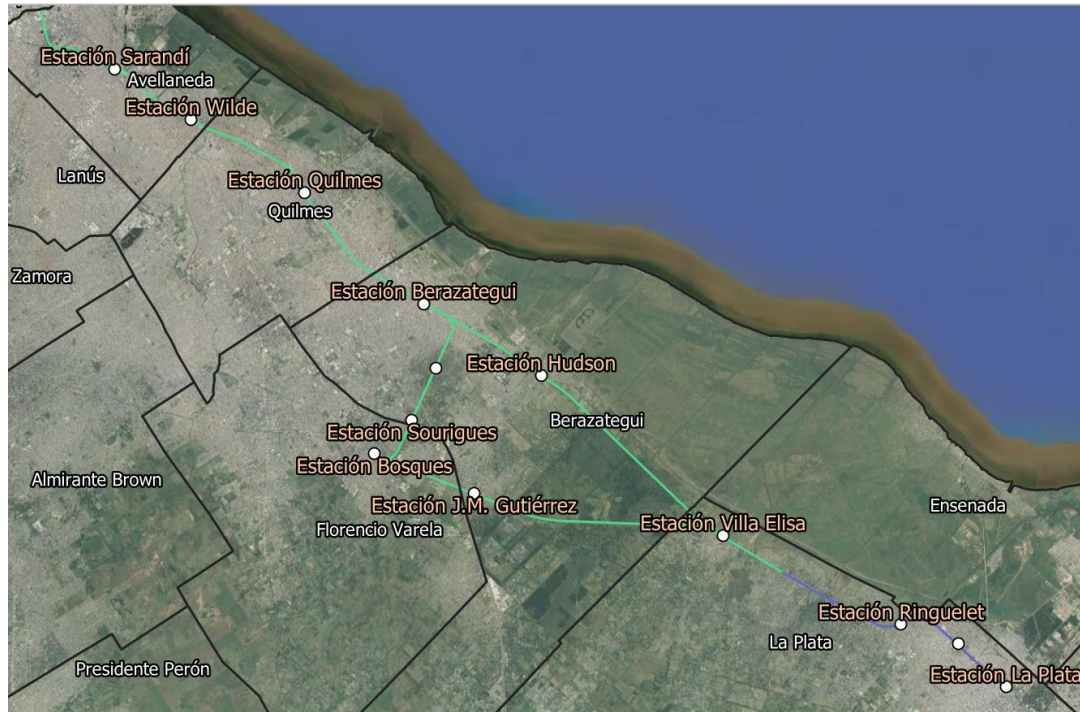 Estación Sarandí
Avellaneda
Estación Wilde
Lanús
Estación Quilmes
Quilmes
Zamora
Estación Berazategui
Estación Hudson
Berazategui
Estación Sourigues
Estación Bosques
Almirante Brown
Estación J.M. Gutiérrez
Ensenada
Florencio Varela
Estación Villa Elisa
Estación Ringuelet
La Plata
Presidente Perón
Estación La Plata